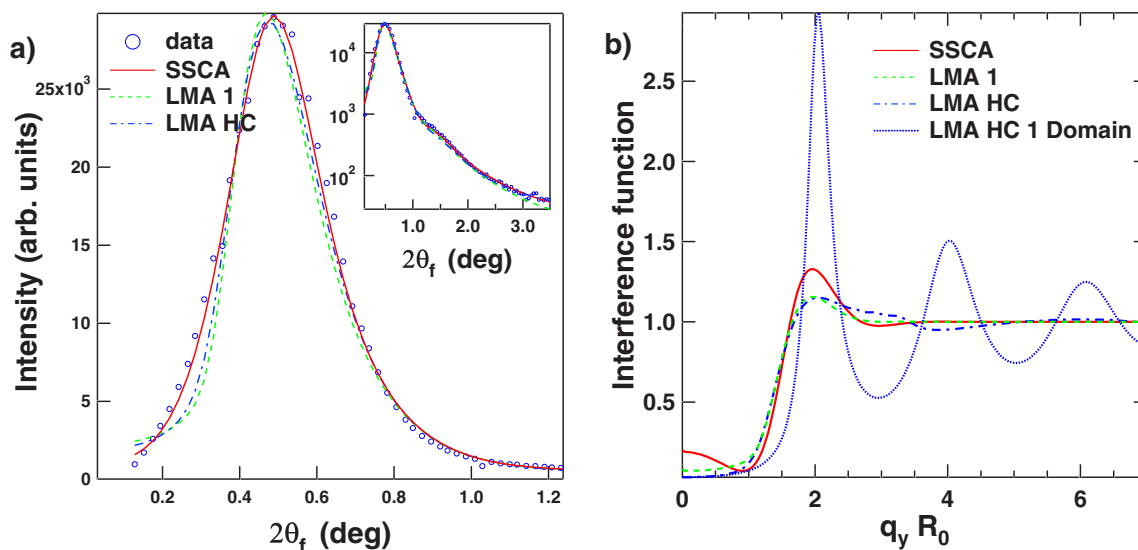 a)
data
SSCA
LMA 1
LMA HC
25x10³
20
15
10
5
0
Intensity (arb. units)
0.2 0.4 0.6 0.8 1.0 1.2
2θf (deg)
10⁴
10³
10²
1.0 2.0 3.0
2θf (deg)
b)
SSCA
LMA 1
LMA HC
LMA HC 1 Domain
2.5
2.0
1.5
1.0
0.5
Interference function
0 2 4 6
qy R0